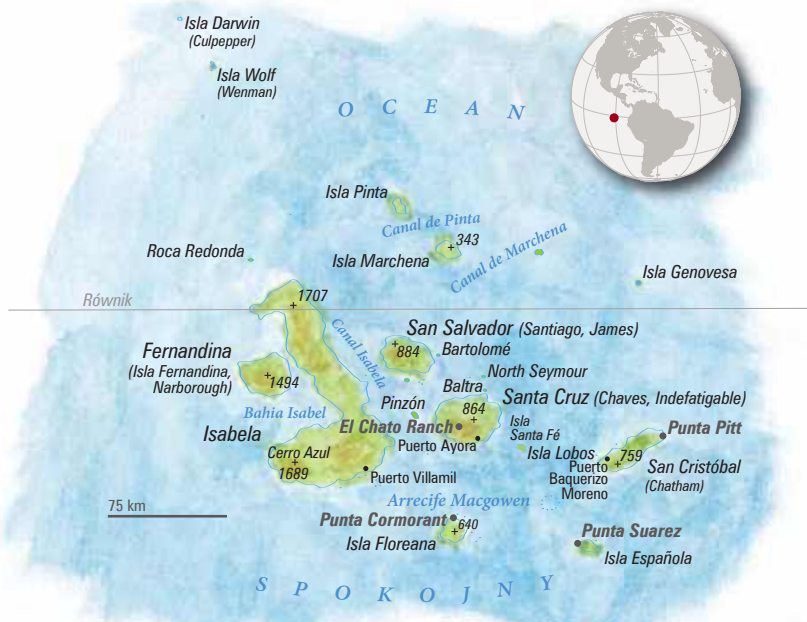 Isla Darwin
(Culpepper)
Isla Wolf
(Wenman)
OCEAN
Isla Pinta
Canal de Pinta
343
Isla Marchena
Canal de Marchena
Roca Redonda
Isla Genovesa
Równik
1707
Canal Isabela
San Salvador (Santiago, James)
884
Bartolomé
Fernandina
(Isla Fernandina,
Narborough)
1494
North Seymour
Baltra
Santa Cruz (Chaves, Indefatigable)
Pinzón
864
Bahia Isabel
El Chato Ranch
Isla
Santa Fé
Punta Pitt
Isabela
Puerto Ayora
Cerro Azul
1689
Isla Lobos
759
Puerto
Baquerizo
Moreno
San Cristóbal
(Chatham)
Puerto Villamil
75 km
Arrecife Macgowen
Punta Cormorant
640
Isla Floreana
Punta Suarez
Isla Española
SPOKOJNY